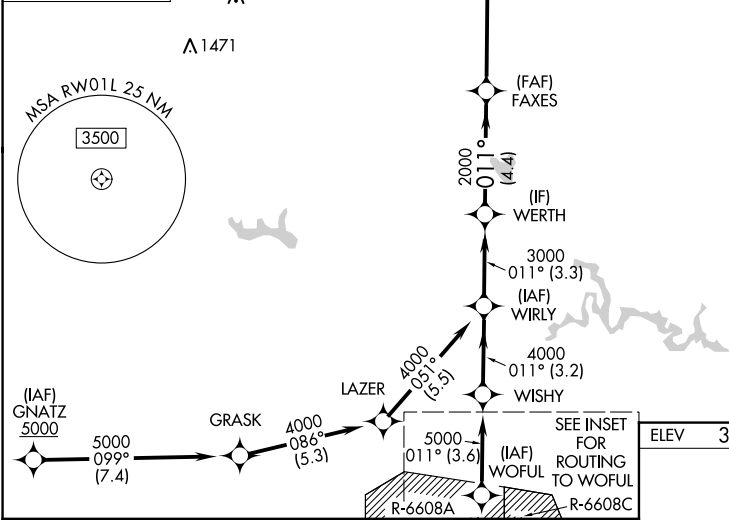 1471
MSA RW01L 25 NM
3500
(FAF)
FAXES
2000
011°
(4.4)
(IF)
WERTH
3000
011° (3.3)
(IAF)
WIRLY
4000
011° (3.2)
WISHY
4000
051°
(5.5)
LAZER
(IAF)
GNATZ
5000
5000
099°
(7.4)
GRASK
4000
086°
(5.3)
5000
011° (3.6)
(IAF)
WOFUL
SEE INSET
FOR
ROUTING
TO WOFUL
R-6608A
R-6608C
ELEV 3